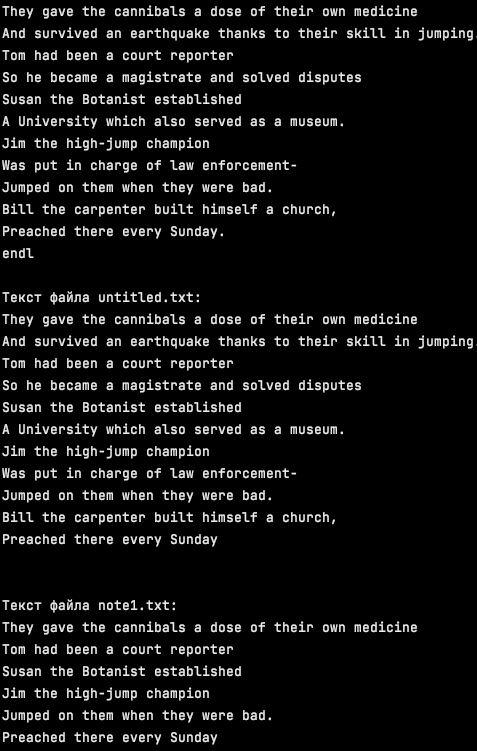 They gave the cannibals a dose of their own medicine
And survived an earthquake thanks to their skill in jumping.
Tom had been a court reporter
So he became a magistrate and solved disputes
Susan the Botanist established
A University which also served as a museum.
Jim the high-jump champion
Was put in charge of law enforcement-
Jumped on them when they were bad.
Bill the carpenter built himself a church,
Preached there every Sunday.
endl
Текст файла untitled.txt:
They gave the cannibals a dose of their own medicine
And survived an earthquake thanks to their skill in jumping.
Tom had been a court reporter
So he became a magistrate and solved disputes
Susan the Botanist established
A University which also served as a museum.
Jim the high-jump champion
Was put in charge of law enforcement-
Jumped on them when they were bad.
Bill the carpenter built himself a church,
Preached there every Sunday
Текст файла note1.txt:
They gave the cannibals a dose of their own medicine
Tom had been a court reporter
Susan the Botanist established
Jim the high-jump champion
Jumped on them when they were bad.
Preached there every Sunday